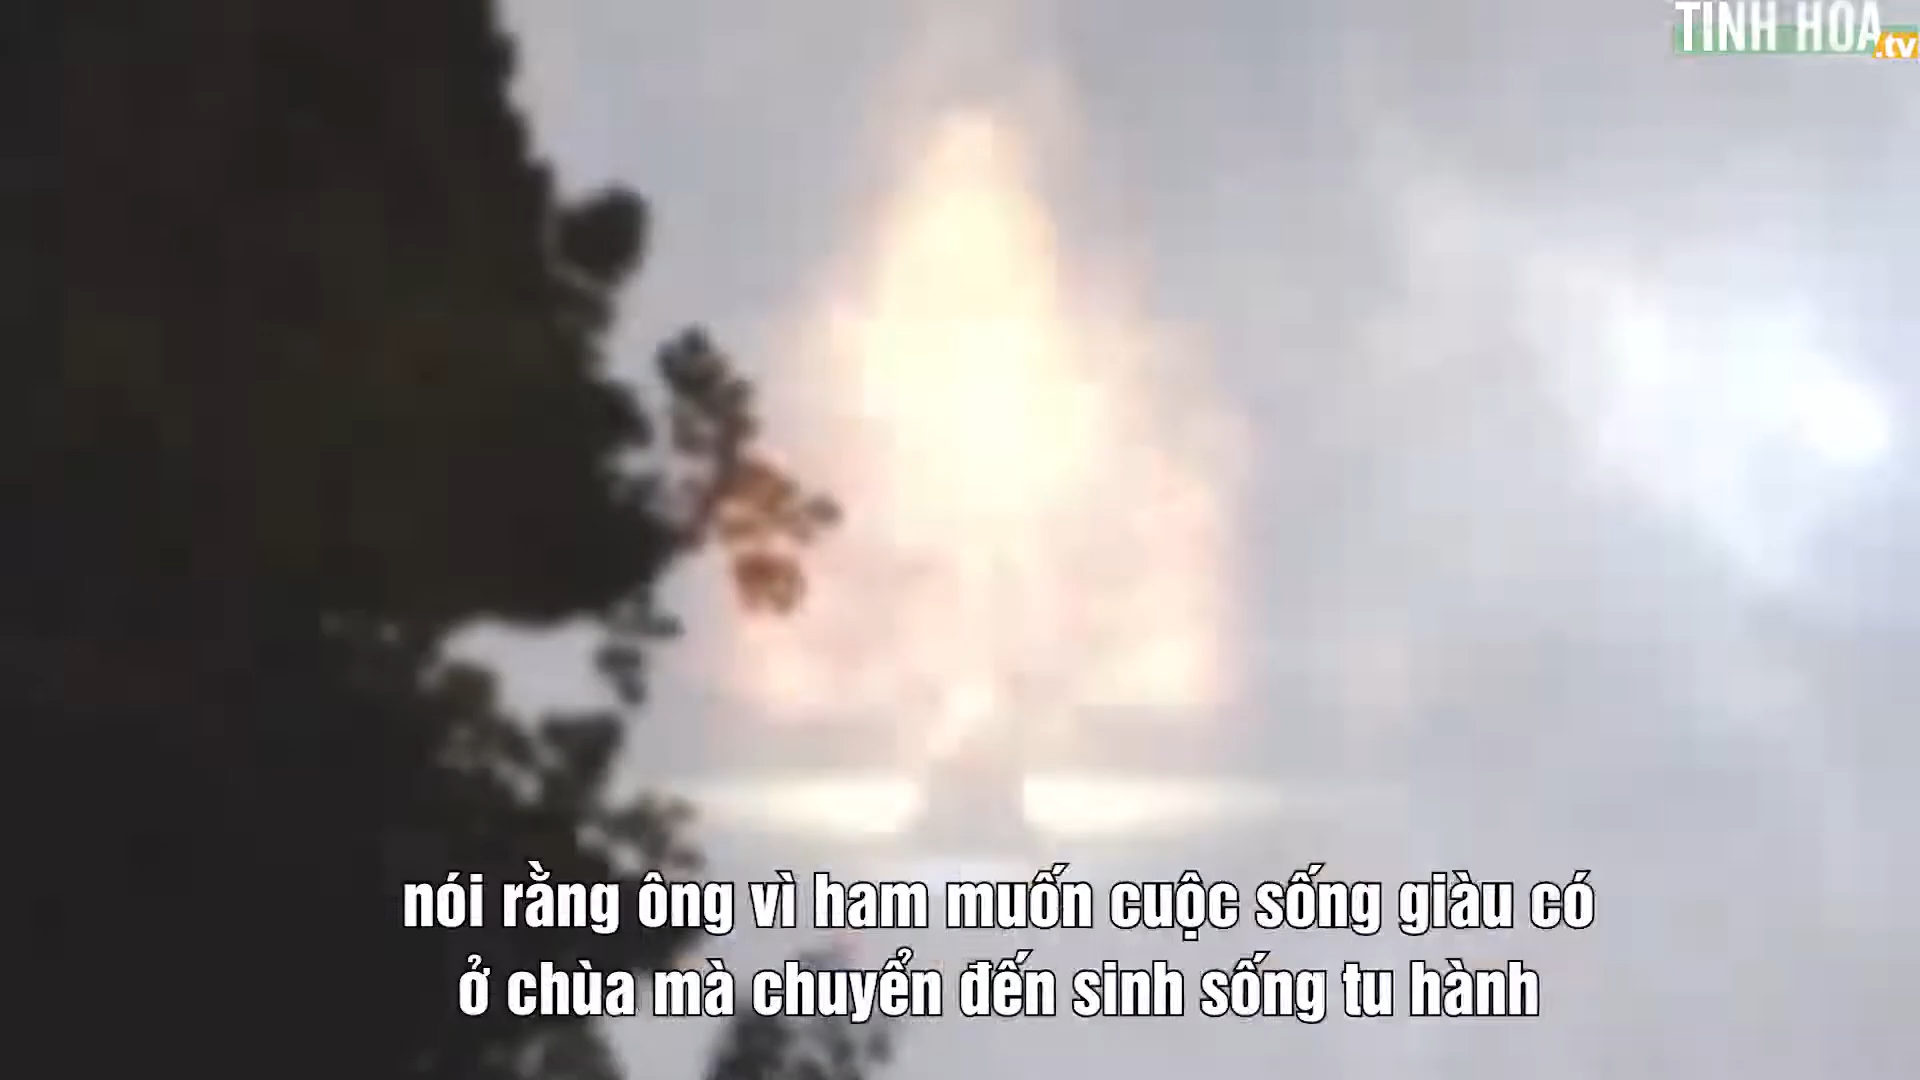 TINH HOA
.tv
nói rằng ông vì ham muốn cuộc sống giàu có
ở chùa mà chuyển đến sinh sống tu hành